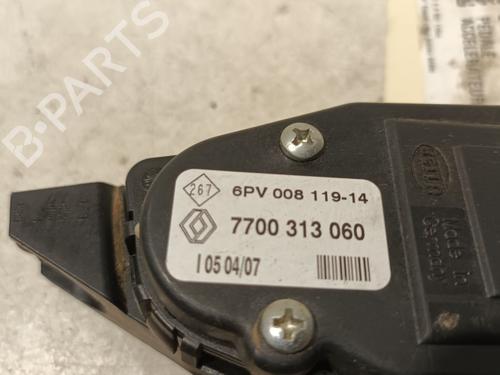 B-PARTS
267
6PV 008 119-14
7700 313 060
I 05 04/07
Hella
Made in
Germany